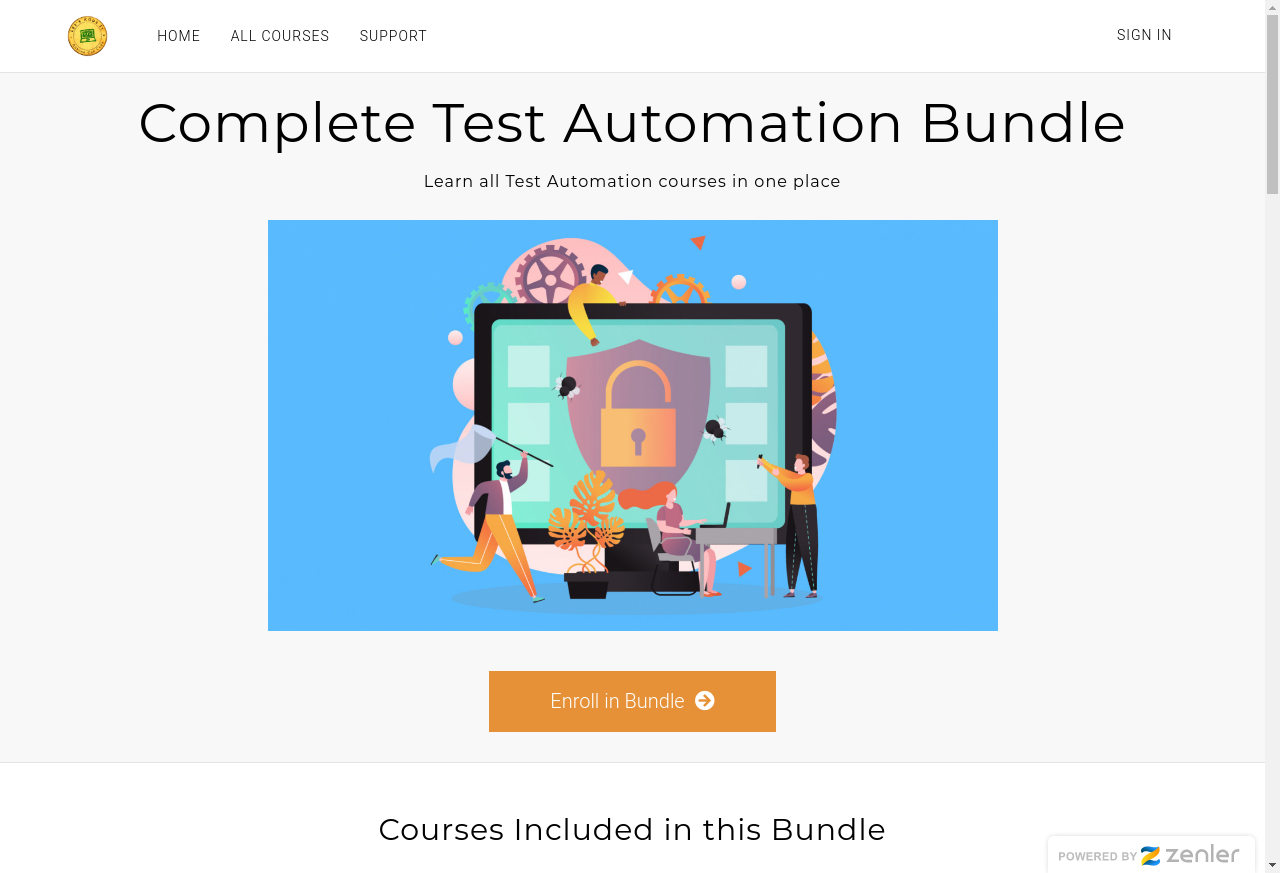 HOME
ALL COURSES
SUPPORT
SIGN IN
Complete Test Automation Bundle
Learn all Test Automation courses in one place
Enroll in Bundle
Courses Included in this Bundle
POWERED BY zenler